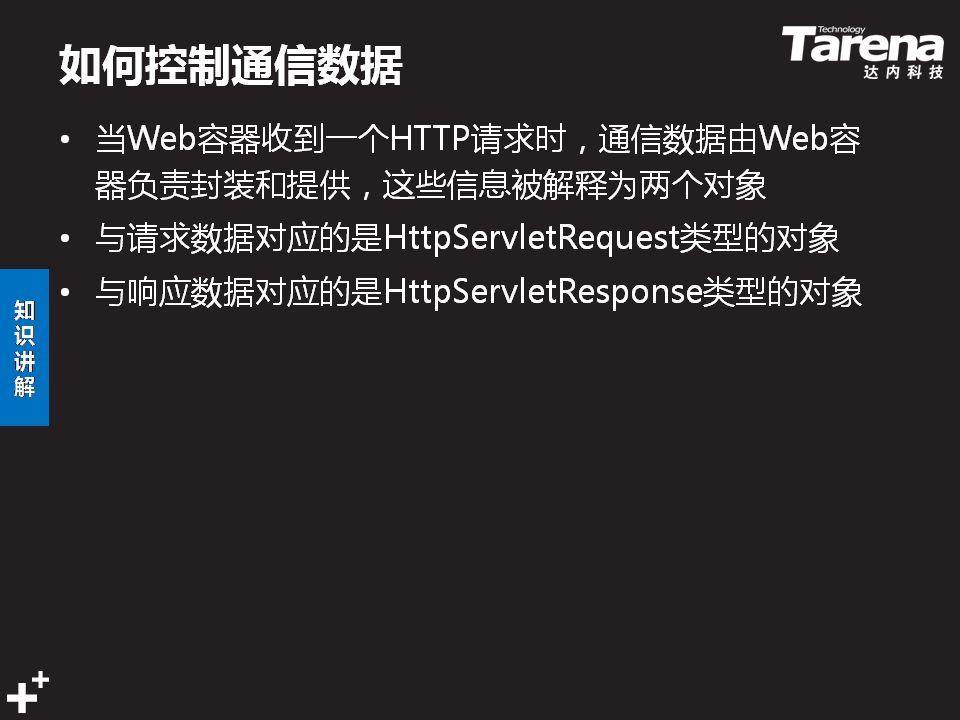 如何控制通信数据
Technology
Tarena
达内科技
• 当Web容器收到一个HTTP请求时，通信数据由Web容
器负责封装和提供，这些信息被解释为两个对象
• 与请求数据对应的是HttpServletRequest类型的对象
• 与响应数据对应的是HttpServletResponse类型的对象
知
识
讲
解